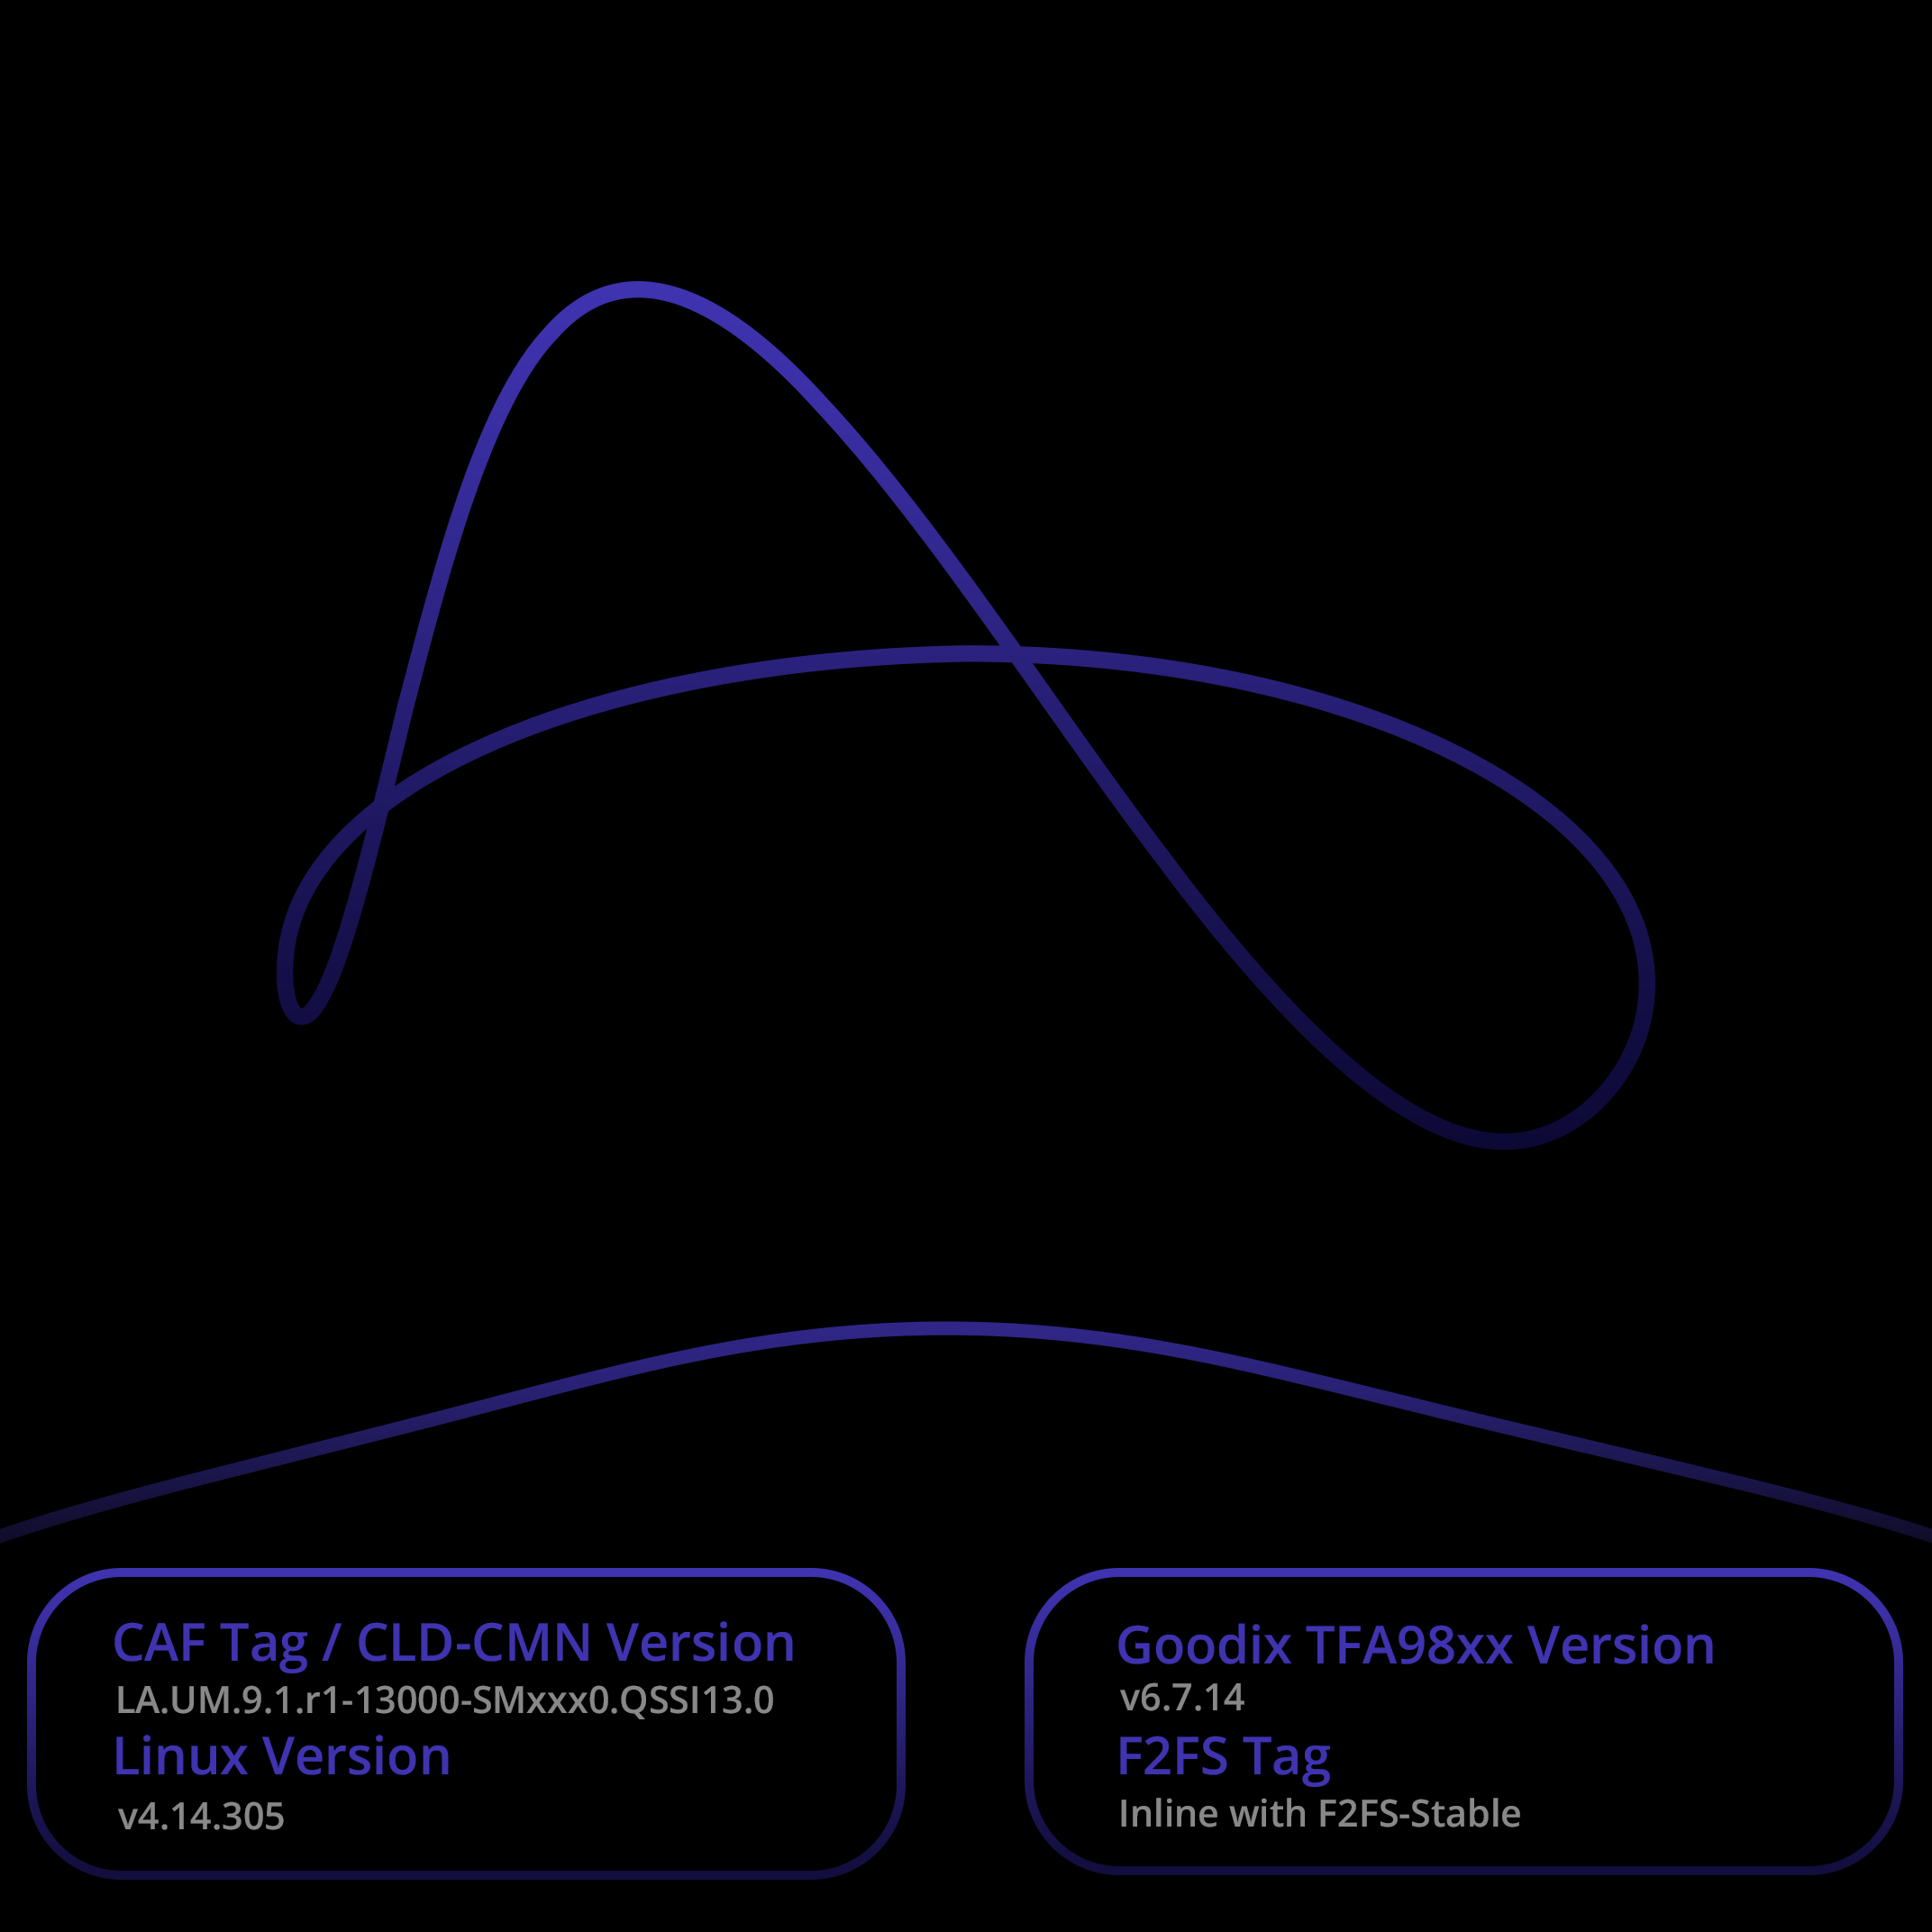 CAF Tag / CLD-CMN Version
LA.UM.9.1.r1-13000-SMxxx0.QSSI13.0
Linux Version
v4.14.305
Goodix TFA98xx Version
v6.7.14
F2FS Tag
Inline with F2FS-Stable